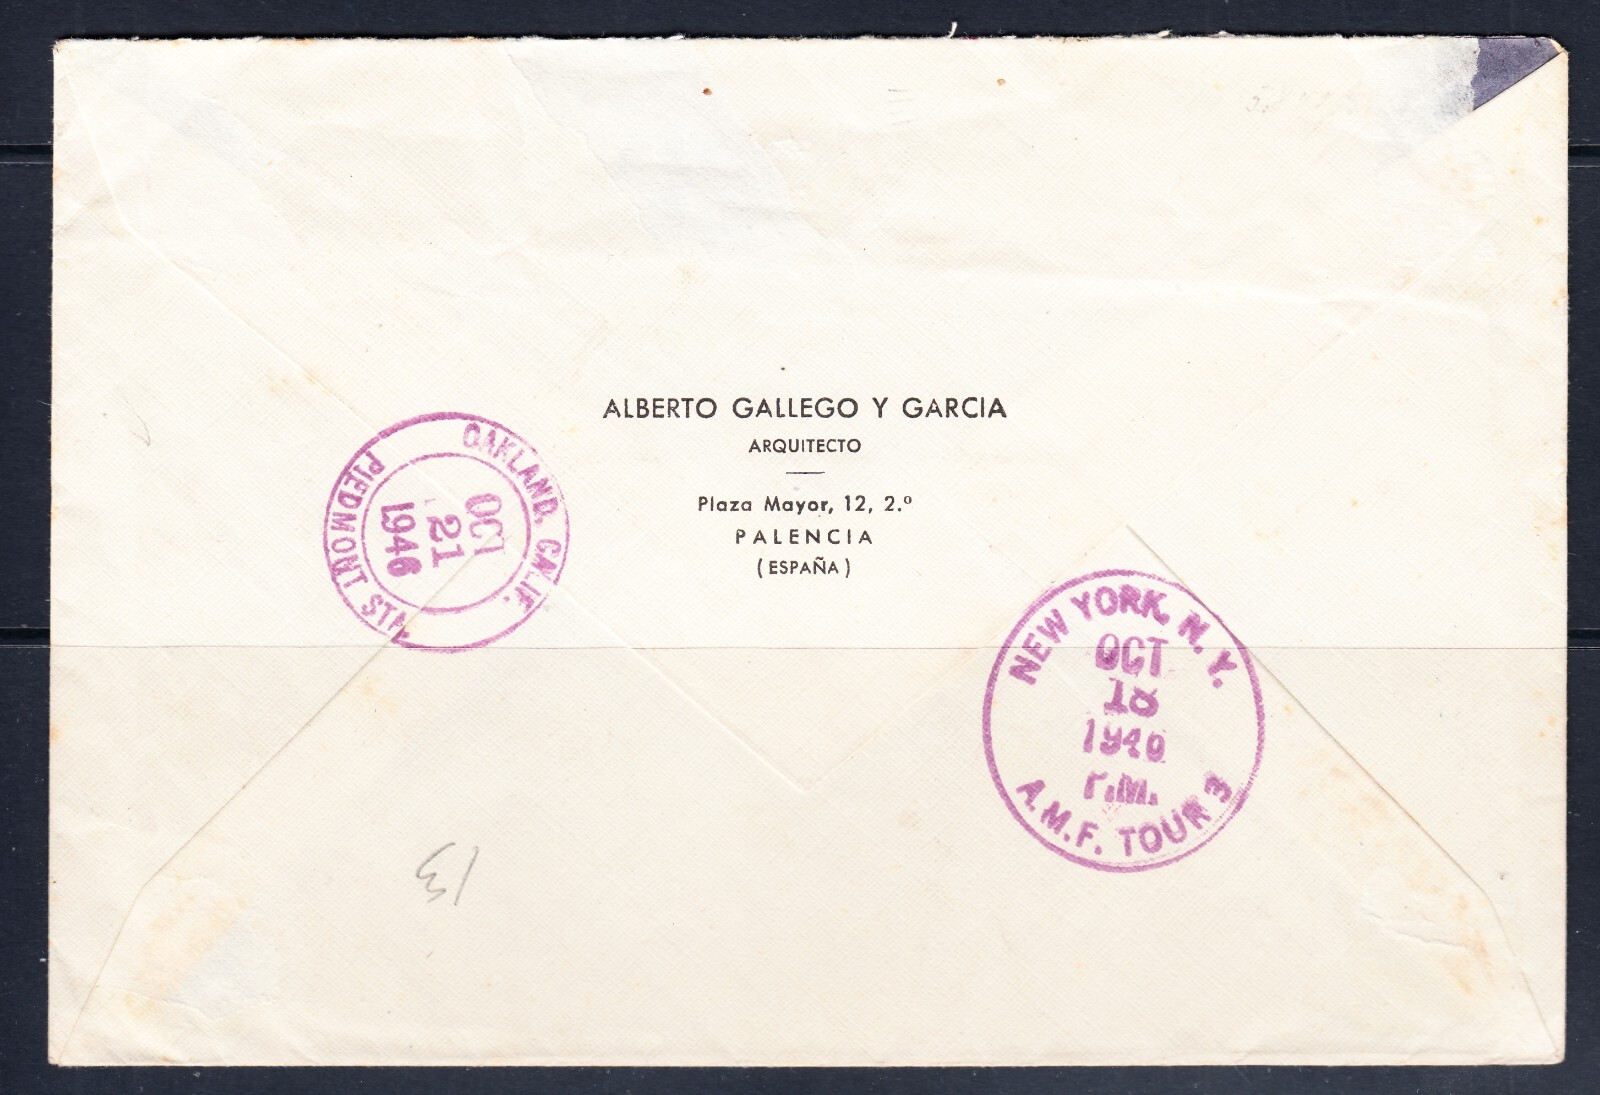 ALBERTO GALLEGO Y GARCIA
ARQUITECTO
Plaza Mayor, 12, 2.º
PALENCIA
(ESPAÑA)
OAKLAND, CALIF.
OCT
21
1946
PIEDMONT STA.
NEW YORK, N.Y.
OCT
18
1946
P.M.
A.M.F. TOUR 3
13